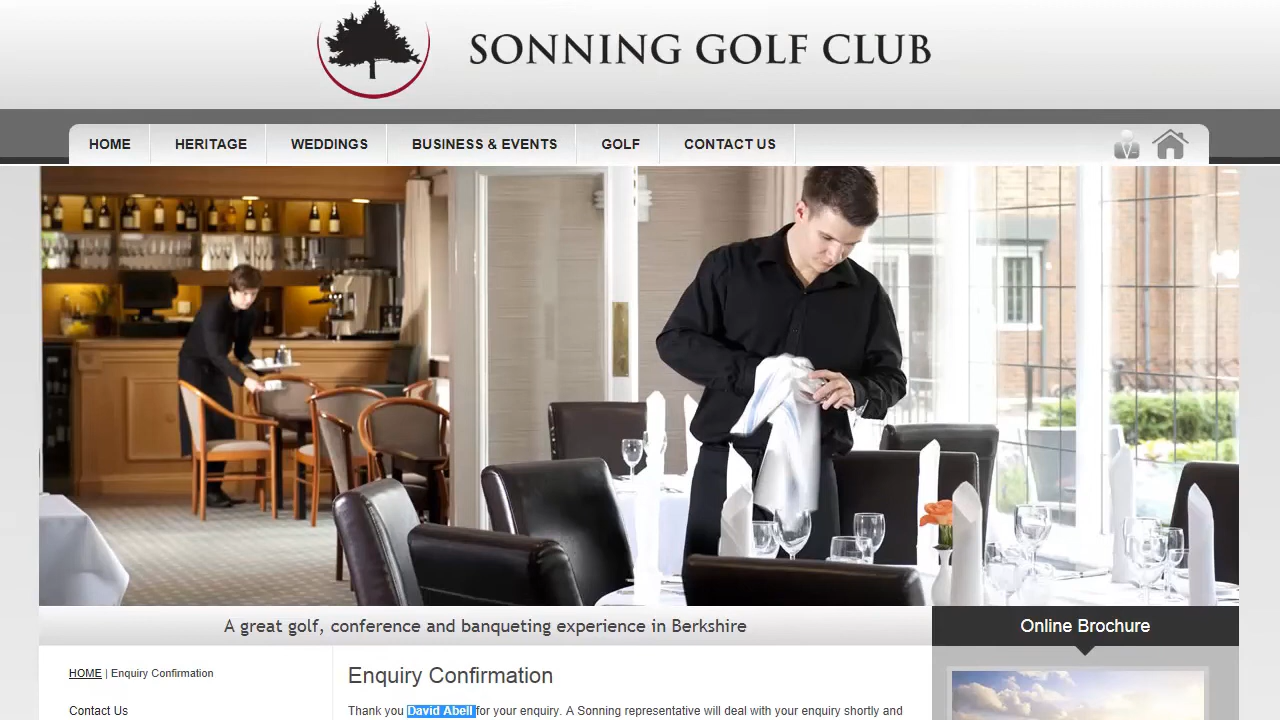 SONNING GOLF CLUB
HOME HERITAGE WEDDINGS BUSINESS & EVENTS GOLF CONTACT US
A great golf, conference and banqueting experience in Berkshire
Online Brochure
HOME | Enquiry Confirmation
Enquiry Confirmation
Contact Us
Thank you David Abell for your enquiry. A Sonning representative will deal with your enquiry shortly and